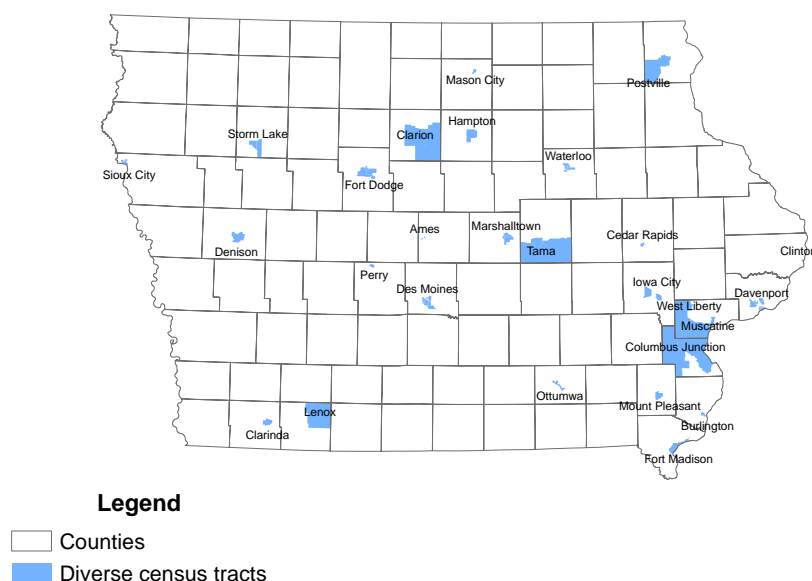 Mason City
Postville
Hampton
Storm Lake
Clarion
Waterloo
Sioux City
Fort Dodge
Ames
Marshalltown
Cedar Rapids
Denison
Tama
Clinton
Perry
Des Moines
Iowa City
Davenport
West Liberty
Muscatine
Columbus Junction
Ottumwa
Mount Pleasant
Lenox
Clarinda
Burlington
Fort Madison
Legend
Counties
Diverse census tracts